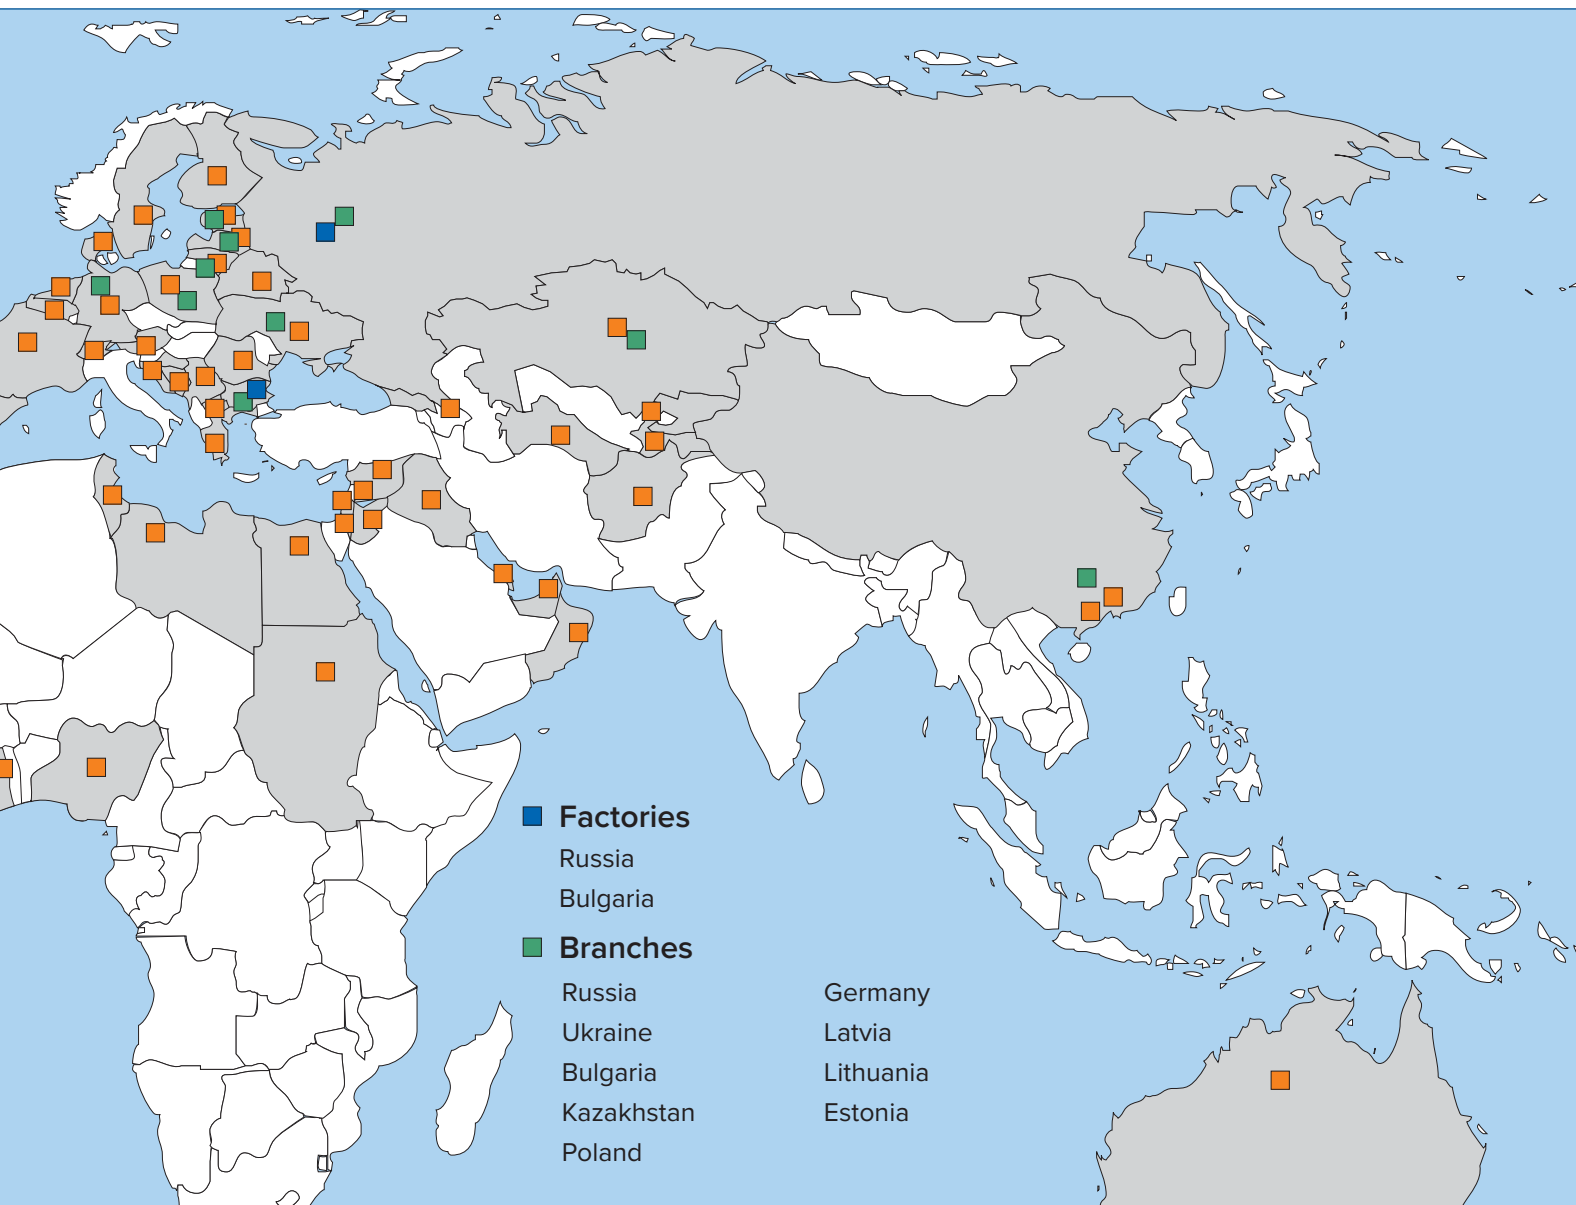 Factories
Russia
Bulgaria
Branches
Russia
Ukraine
Bulgaria
Kazakhstan
Poland
Germany
Latvia
Lithuania
Estonia